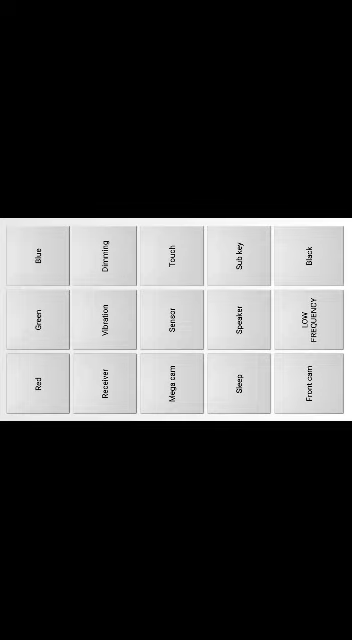 Red
Green
Blue
Receiver
Vibration
Dimming
Mega cam
Sensor
Touch
Sleep
Speaker
Sub key
Front cam
LOW
FREQUENCY
Black